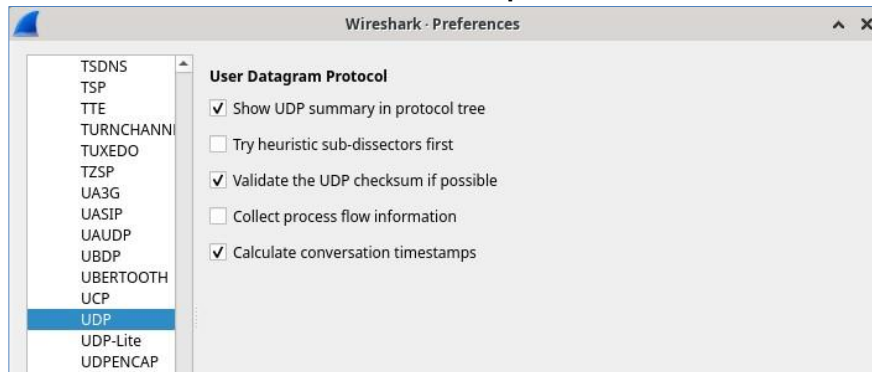 Wireshark · Preferences
TSDNS
TSP
TTE
TURNCHANN
TUXEDO
TZSP
UA3G
UASIP
UAUDP
UBDP
UBERTOOTH
UCP
UDP
UDP-Lite
UDPENCAP
User Datagram Protocol
Show UDP summary in protocol tree
Try heuristic sub-dissectors first
Validate the UDP checksum if possible
Collect process flow information
Calculate conversation timestamps